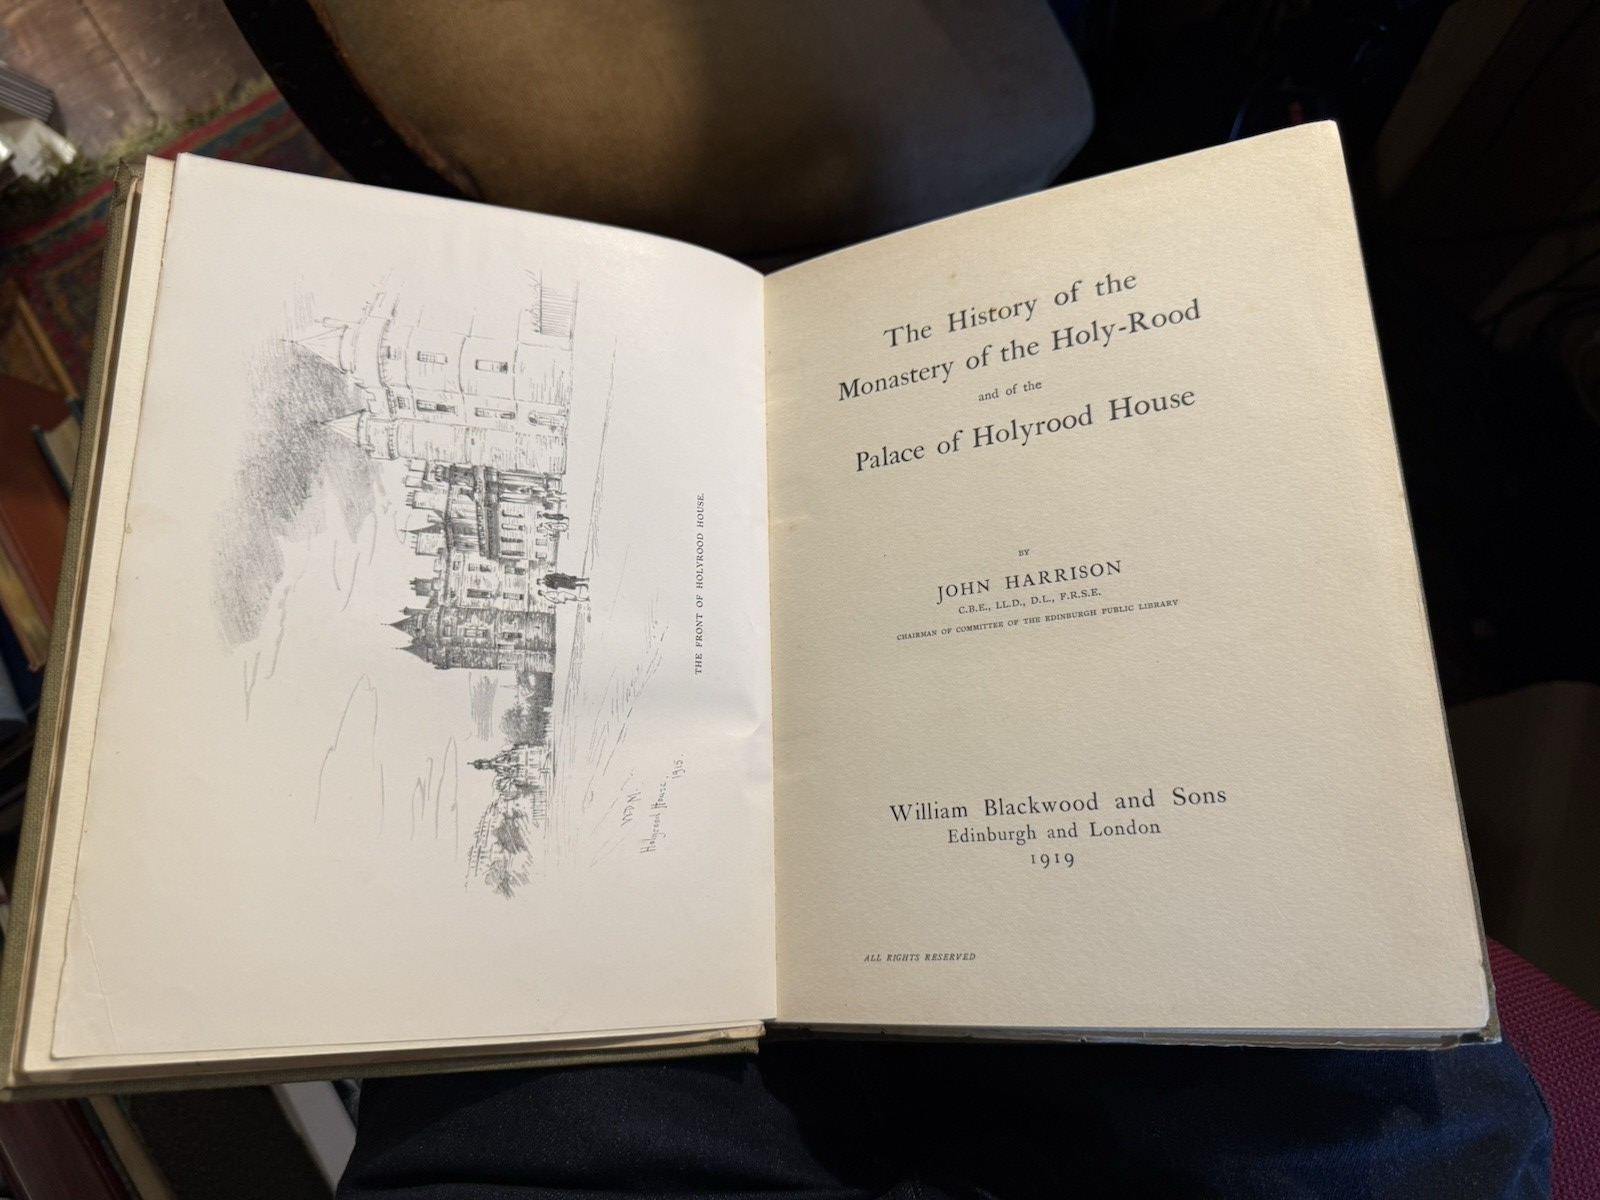 THE FRONT OF HOLYROOD HOUSE.
W.D.M.
Holyrood House.
1915.
The History of the
Monastery of the Holy-Rood
and of the
Palace of Holyrood House
BY
JOHN HARRISON
C.B.E., LL.D., D.L., F.R.S.E.
CHAIRMAN OF COMMITTEE OF THE EDINBURGH PUBLIC LIBRARY
William Blackwood and Sons
Edinburgh and London
1919
ALL RIGHTS RESERVED